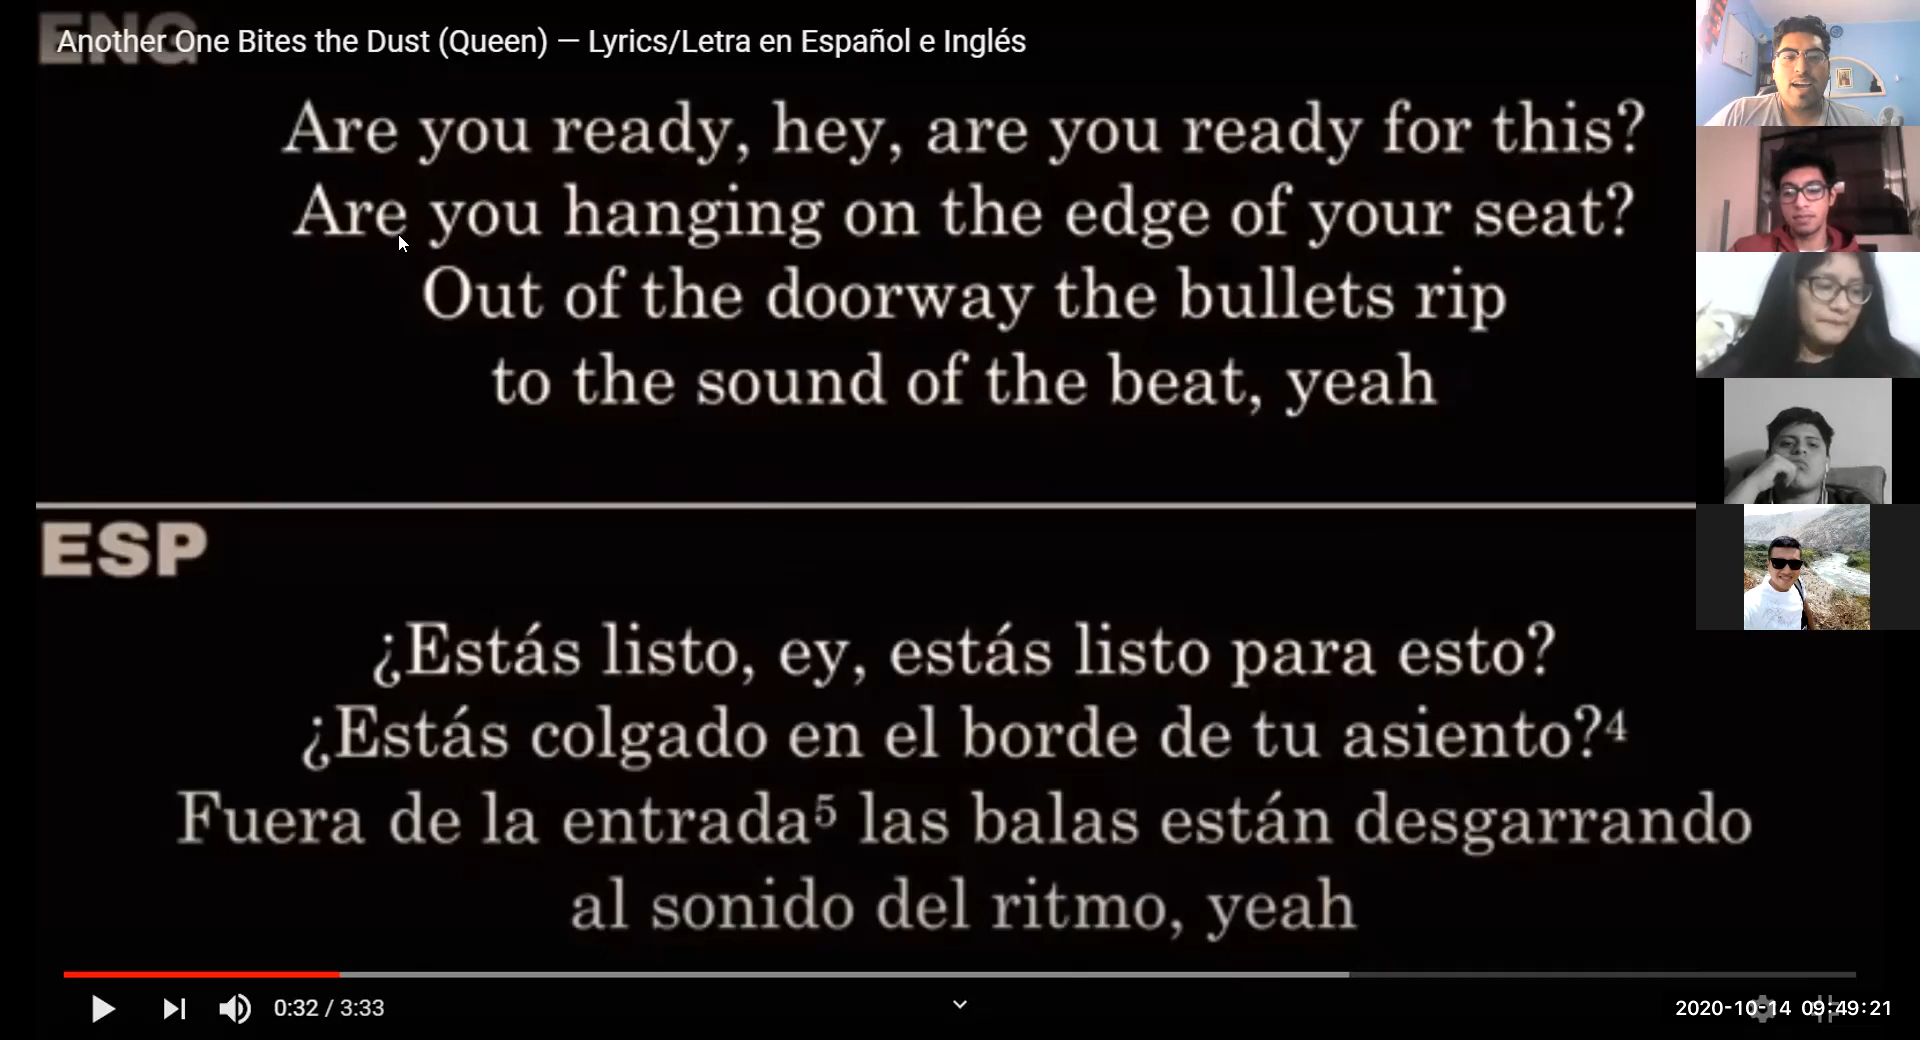 ENG
Another One Bites the Dust (Queen) — Lyrics/Letra en Español e Inglés
Are you ready, hey, are you ready for this?
Are you hanging on the edge of your seat?
Out of the doorway the bullets rip
to the sound of the beat, yeah
ESP
¿Estás listo, ey, estás listo para esto?
¿Estás colgado en el borde de tu asiento?⁴
Fuera de la entrada⁵ las balas están desgarrando
al sonido del ritmo, yeah
0:32 / 3:33
2020-10-14 09:49:21